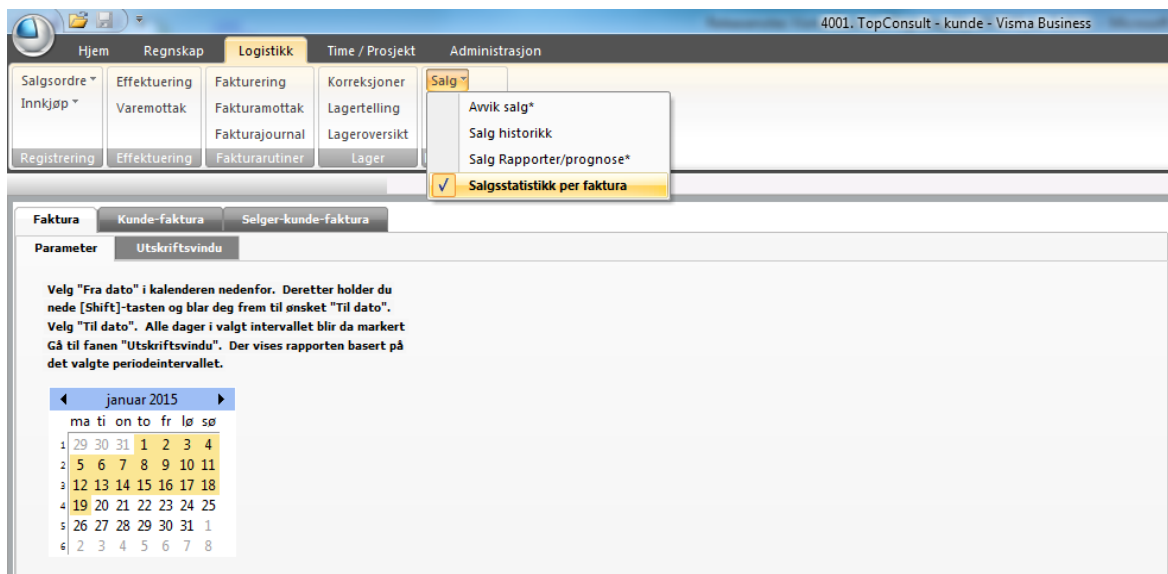 4001. TopConsult - kunde - Visma Business
Hjem Regnskap Logistikk Time / Prosjekt Administrasjon
Salgsordre Effektuering Fakturering Korreksjoner Salg
Innkjøp Varemottak Fakturamottak Lagertelling
Fakturajournal Lageroversikt
Registrering Effektuering Fakturarutiner Lager
Avvik salg*
Salg historikk
Salg Rapporter/prognose*
Salgsstatistikk per faktura
Faktura Kunde-faktura Selger-kunde-faktura
Parameter Utskriftsvindu
Velg "Fra dato" i kalenderen nedenfor. Deretter holder du
nede [Shift]-tasten og blar deg frem til ønsket "Til dato".
Velg "Til dato". Alle dager i valgt intervallet blir da markert
Gå til fanen "Utskriftsvindu". Der vises rapporten basert på
det valgte periodeintervallet.
januar 2015
ma ti on to fr lø sø
1 29 30 31 1 2 3 4
2 5 6 7 8 9 10 11
3 12 13 14 15 16 17 18
4 19 20 21 22 23 24 25
5 26 27 28 29 30 31 1
6 2 3 4 5 6 7 8